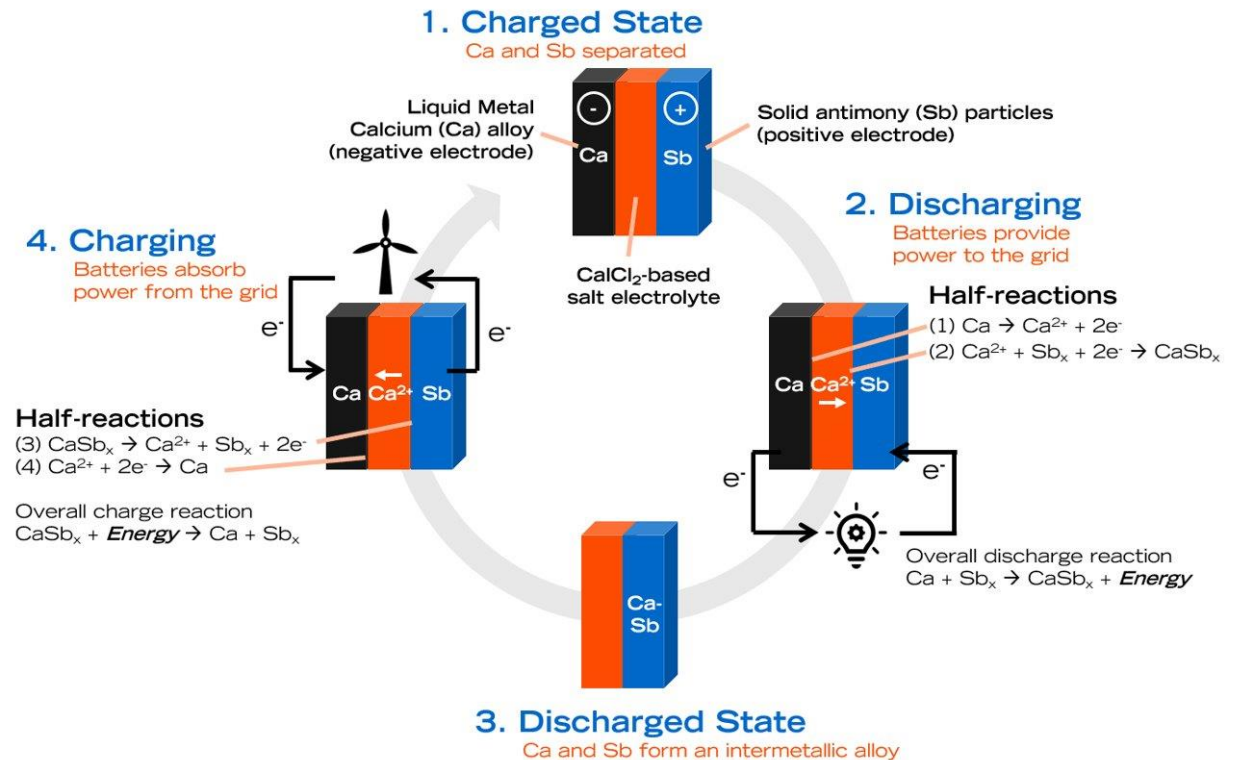 1. Charged State
Ca and Sb separated
Liquid Metal
Calcium (Ca) alloy
(negative electrode)
-
+
Ca
Sb
Solid antimony (Sb) particles
(positive electrode)
CalCl₂-based
salt electrolyte
2. Discharging
Batteries provide
power to the grid
Half-reactions
(1) Ca → Ca²⁺ + 2e⁻
(2) Ca²⁺ + Sbₓ + 2e⁻ → CaSbₓ
Ca
Ca²⁺
Sb
e⁻
e⁻
Overall discharge reaction
Ca + Sbₓ → CaSbₓ + Energy
Ca-
Sb
3. Discharged State
Ca and Sb form an intermetallic alloy
4. Charging
Batteries absorb
power from the grid
e⁻
e⁻
Ca
Ca²⁺
Sb
Half-reactions
(3) CaSbₓ → Ca²⁺ + Sbₓ + 2e⁻
(4) Ca²⁺ + 2e⁻ → Ca
Overall charge reaction
CaSbₓ + Energy → Ca + Sbₓ